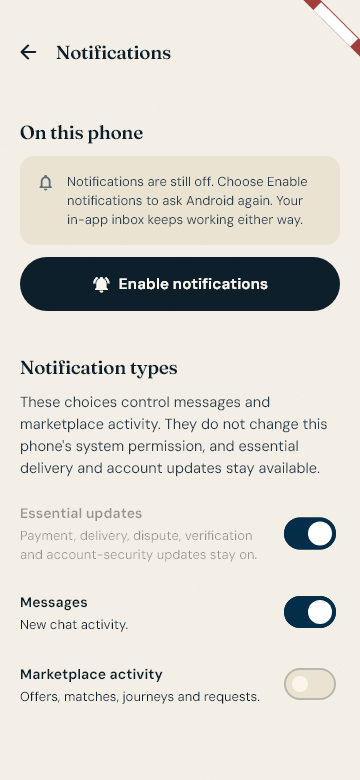 Notifications
On this phone
Notifications are still off. Choose Enable
notifications to ask Android again. Your
in-app inbox keeps working either way.
Enable notifications
Notification types
These choices control messages and
marketplace activity. They do not change this
phone's system permission, and essential
delivery and account updates stay available.
Essential updates
Payment, delivery, dispute, verification
and account-security updates stay on.
Messages
New chat activity.
Marketplace activity
Offers, matches, journeys and requests.